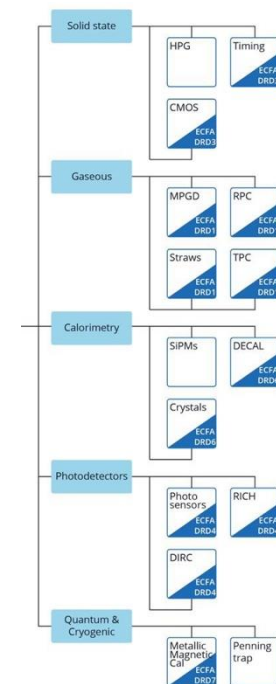 Solid state
HPG
Timing
ECFA
CMOS
ECFA
DRD3
Gaseous
MPGD
ECFA
DRD1
RPC
ECFA
Straws
ECFA
DRD1
TPC
ECFA
Calorimetry
SiPMs
DECAL
ECFA
Crystals
ECFA
DRD6
Photodetectors
Photo
sensors
ECFA
DRD4
RICH
ECFA
DIRC
ECFA
DRD4
Quantum &
Cryogenic
Metallic
Magnetic
Cal
ECFA
DRD7
Penning
trap